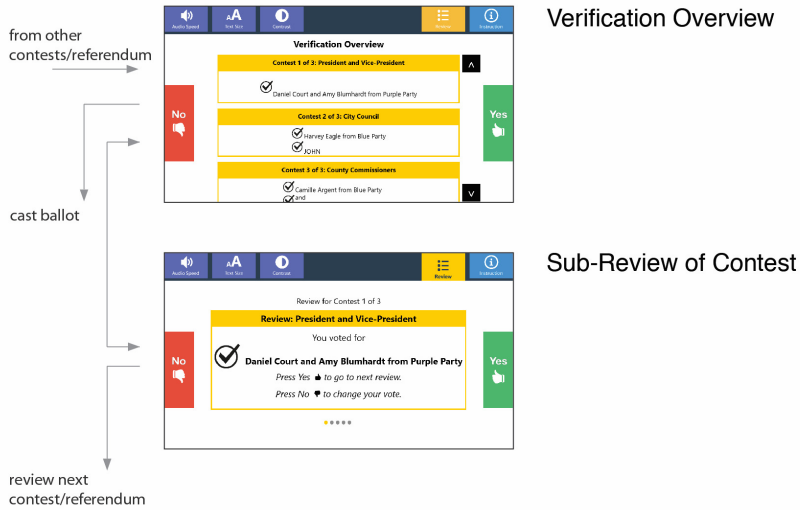 Verification Overview
from other
contests/referendum
cast ballot
Audio Speed
AA
Text Size
Contrast
Review
Instruction
Verification Overview
Contest 1 of 3: President and Vice-President
Daniel Court and Amy Blumhardt from Purple Party
Contest 2 of 3: City Council
Harvey Eagle from Blue Party
JOHN
Contest 3 of 3: County Commissioners
Camille Argent from Blue Party
and
No
Yes
Sub-Review of Contest
Audio Speed
AA
Text Size
Contrast
Review
Instruction
Review for Contest 1 of 3
Review: President and Vice-President
You voted for
Daniel Court and Amy Blumhardt from Purple Party
Press Yes to go to next review.
Press No to change your vote.
No
Yes
review next
contest/referendum